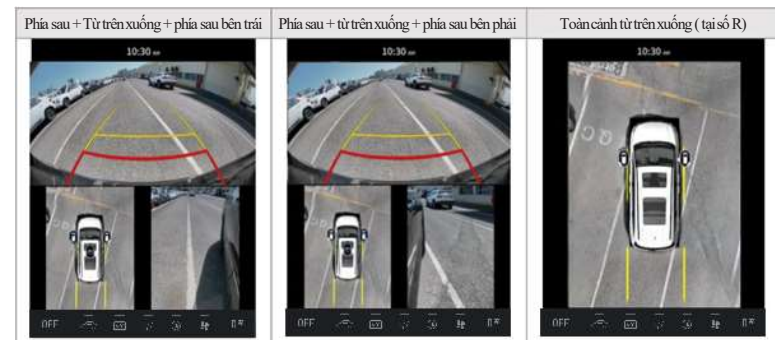 Phía sau + Từ trên xuống + phía sau bên trái
Phía sau + từ trên xuống + phía sau bên phải
Toàn cảnh từ trên xuống ( tại số R)
10:30
10:30
10:30
OFF
OFF
OFF